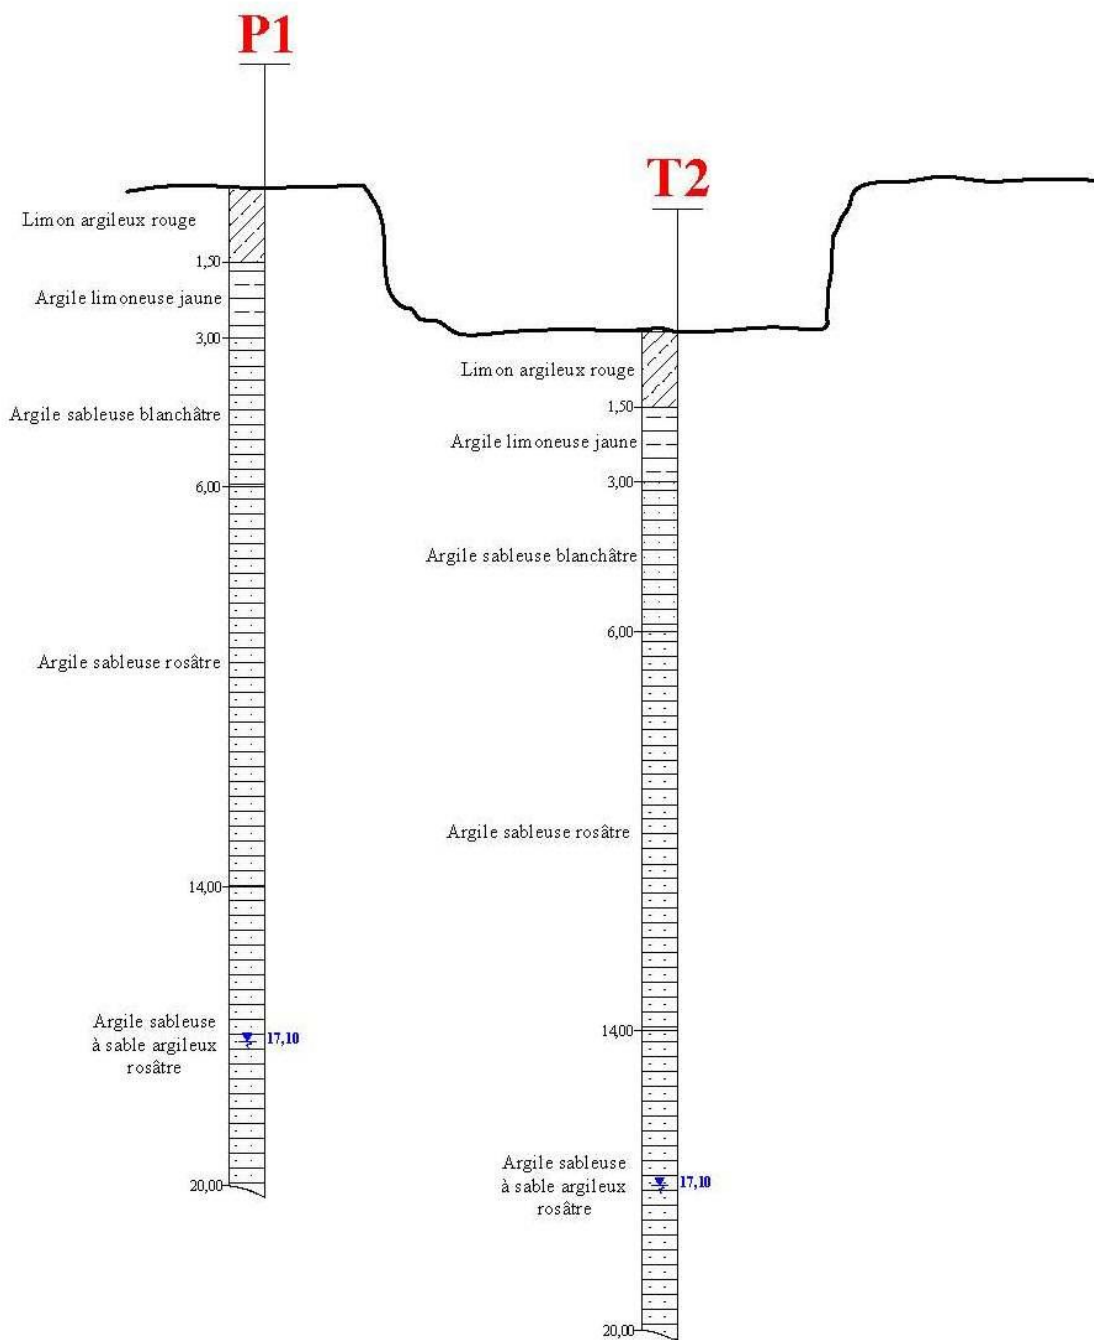 P1
Limon argileux rouge
1,50
Argile limoneuse jaune
3,00
Argile sableuse blanchâtre
6,00
Argile sableuse rosâtre
14,00
Argile sableuse
à sable argileux
rosâtre
17,10
20,00
T2
Limon argileux rouge
1,50
Argile limoneuse jaune
3,00
Argile sableuse blanchâtre
6,00
Argile sableuse rosâtre
14,00
Argile sableuse
à sable argileux
rosâtre
17,10
20,00